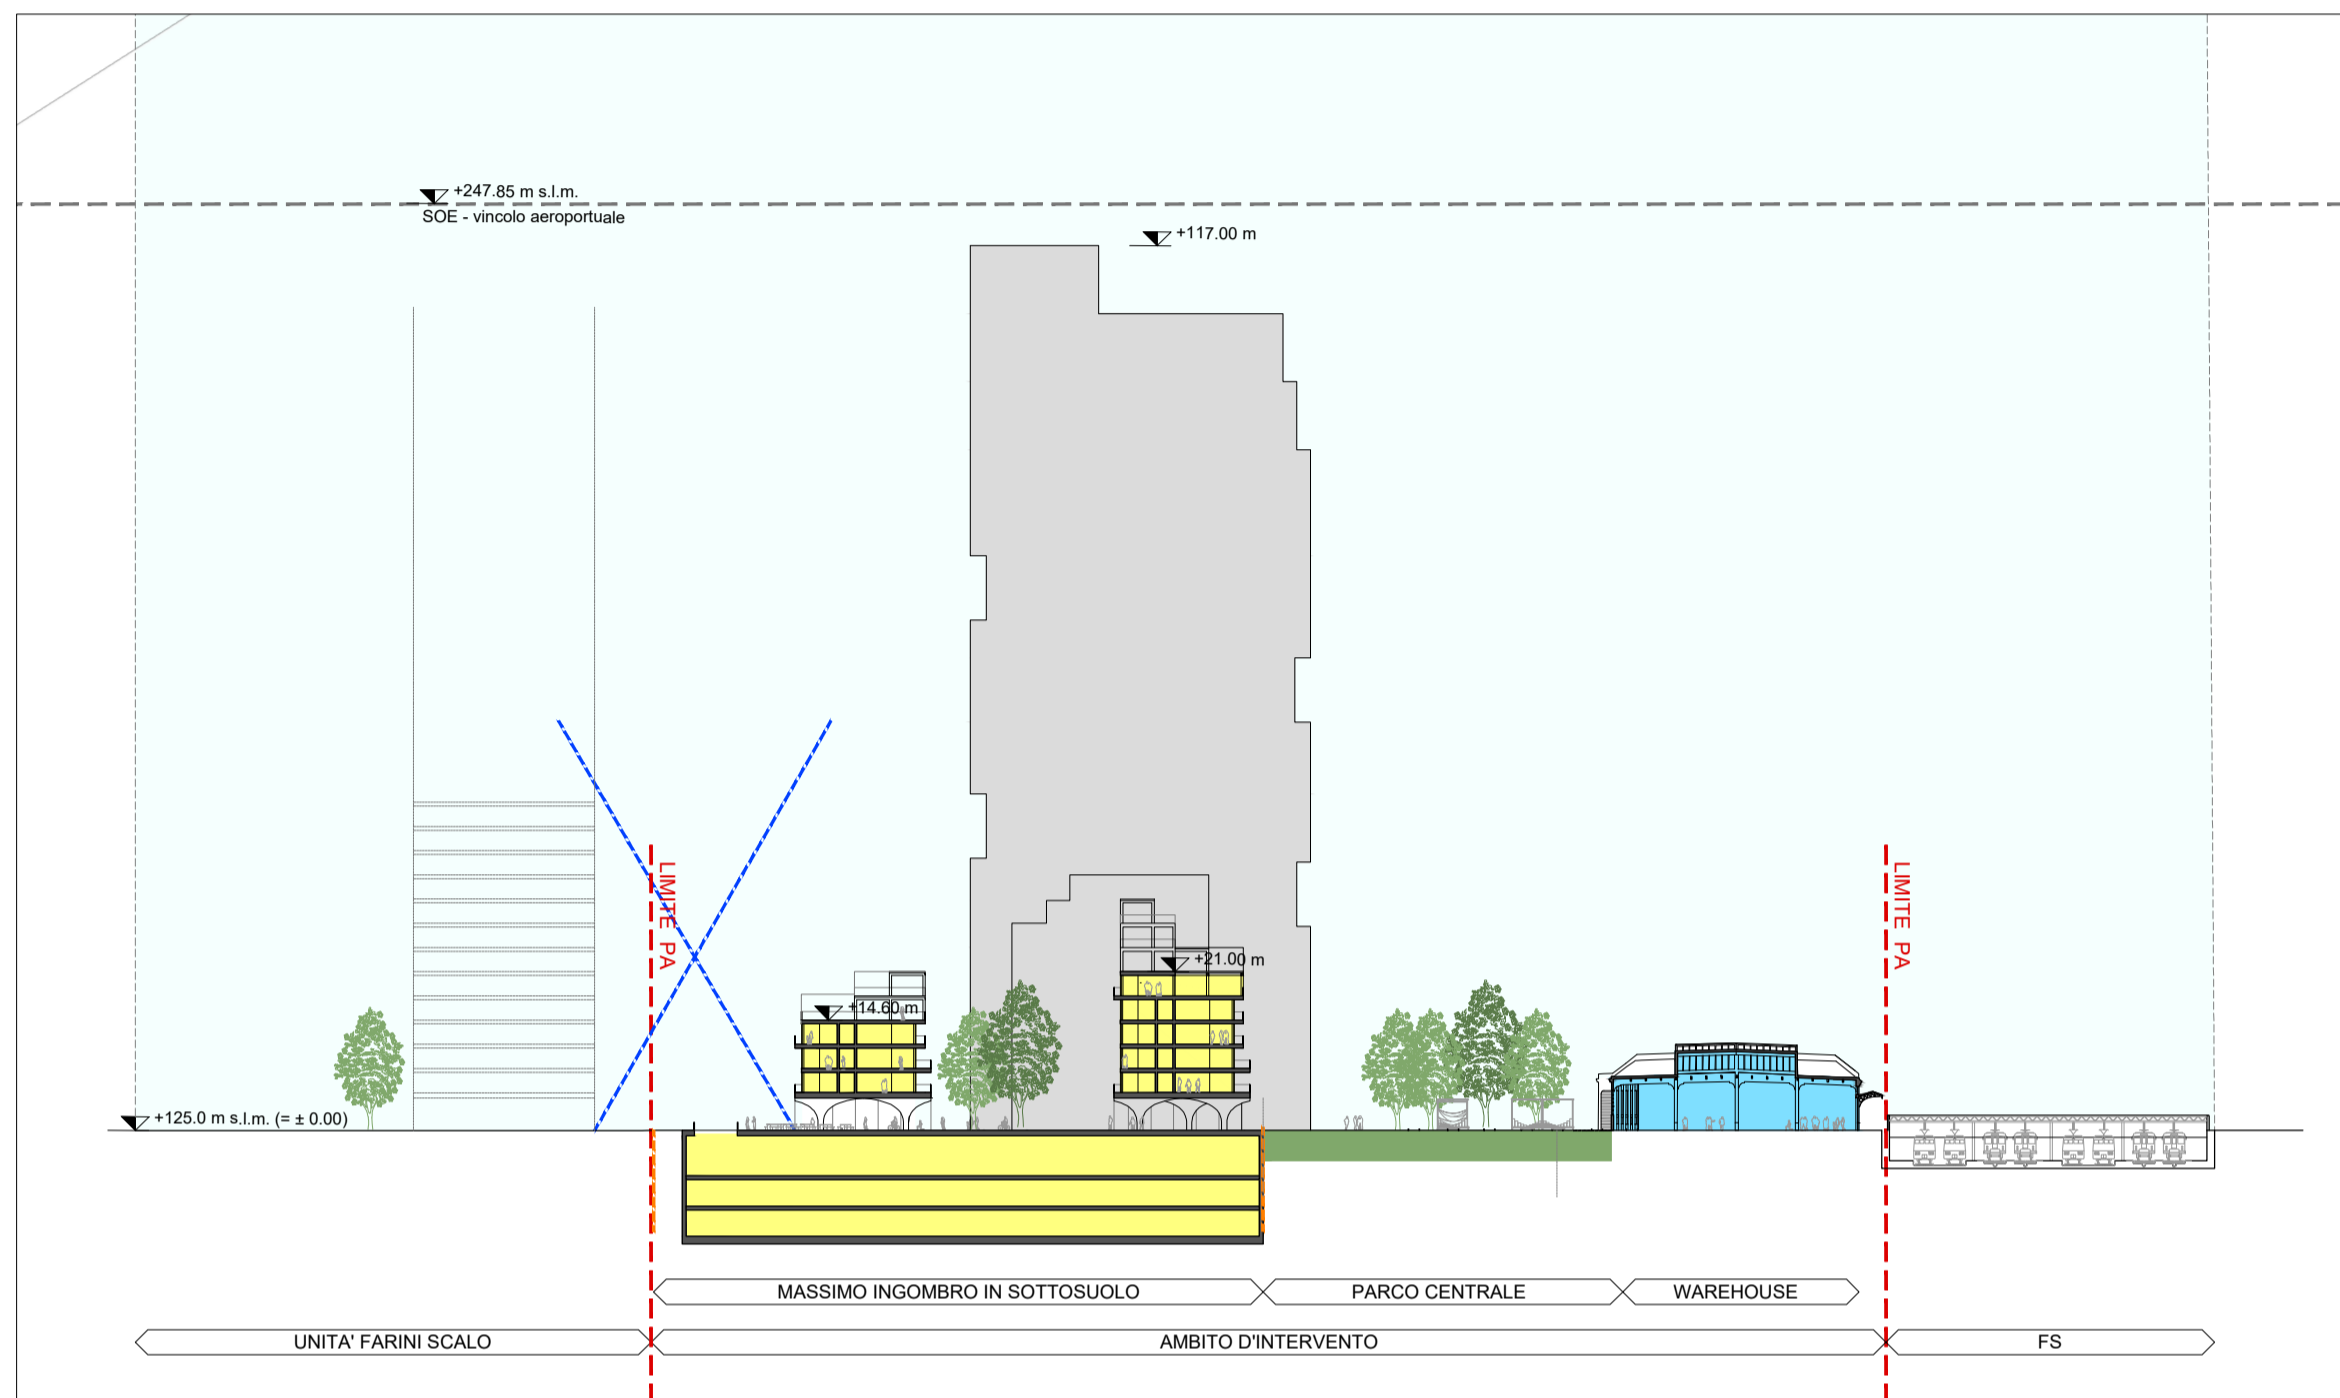 +247.85 m s.l.m.
SOE - vincolo aeroportuale
+117.00 m
LIMITE PA
LIMITE PA
+21.00 m
+14.60 m
+125.0 m s.l.m. (= ± 0.00)
MASSIMO INGOMBRO IN SOTTOSUOLO
PARCO CENTRALE
WAREHOUSE
UNITA' FARINI SCALO
AMBITO D'INTERVENTO
FS